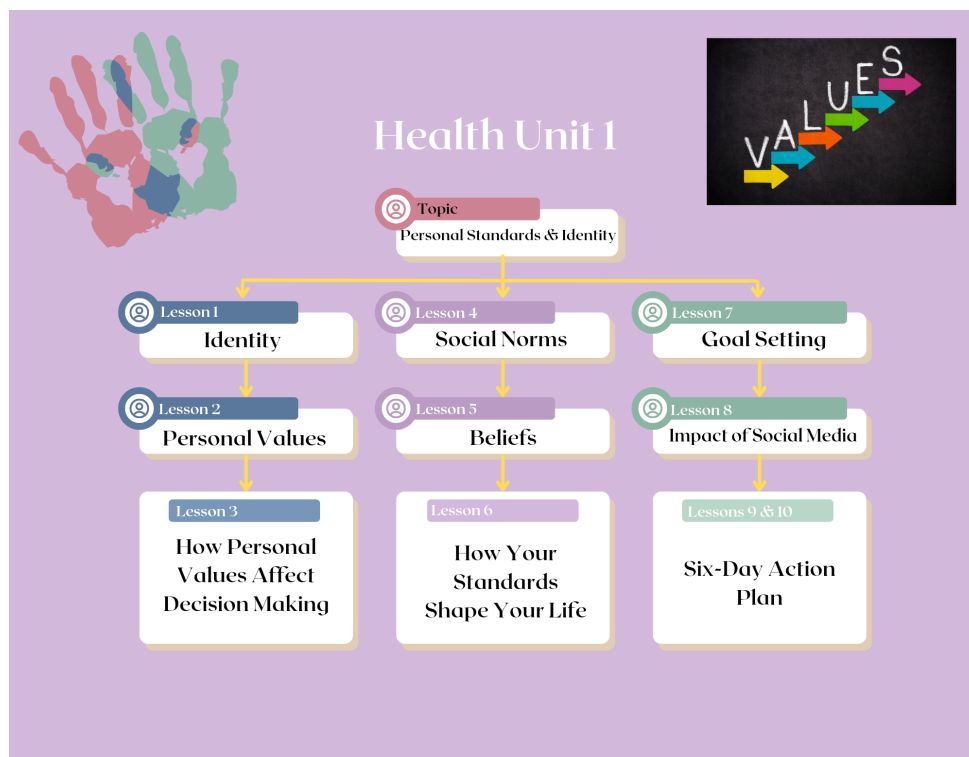 Health Unit 1
VALUES
Topic
Personal Standards & Identity
Lesson 1
Identity
Lesson 2
Personal Values
Lesson 3
How Personal
Values Affect
Decision Making
Lesson 4
Social Norms
Lesson 5
Beliefs
Lesson 6
How Your
Standards
Shape Your Life
Lesson 7
Goal Setting
Lesson 8
Impact of Social Media
Lessons 9 & 10
Six-Day Action
Plan